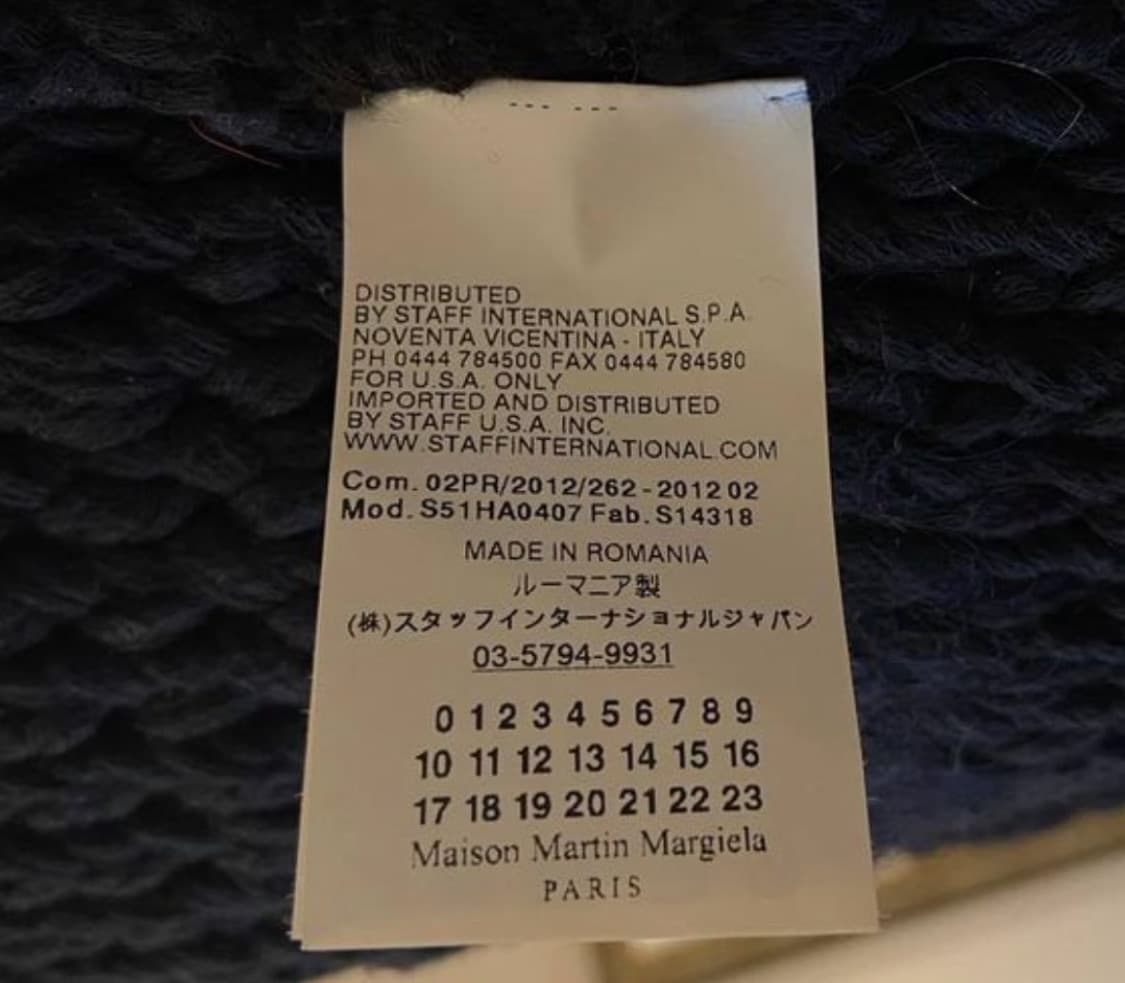 DISTRIBUTED
BY STAFF INTERNATIONAL S.P.A.
NOVENTA VICENTINA - ITALY
PH 0444 784500 FAX 0444 784580
FOR U.S.A. ONLY
IMPORTED AND DISTRIBUTED
BY STAFF U.S.A. INC.
WWW.STAFFINTERNATIONAL.COM
Com. 02PR/2012/262 - 2012 02
Mod. S51HA0407 Fab. S14318
MADE IN ROMANIA
ルーマニア製
(株)スタッフインターナショナルジャパン
03-5794-9931
0 1 2 3 4 5 6 7 8 9
10 11 12 13 14 15 16
17 18 19 20 21 22 23
Maison Martin Margiela
PARIS